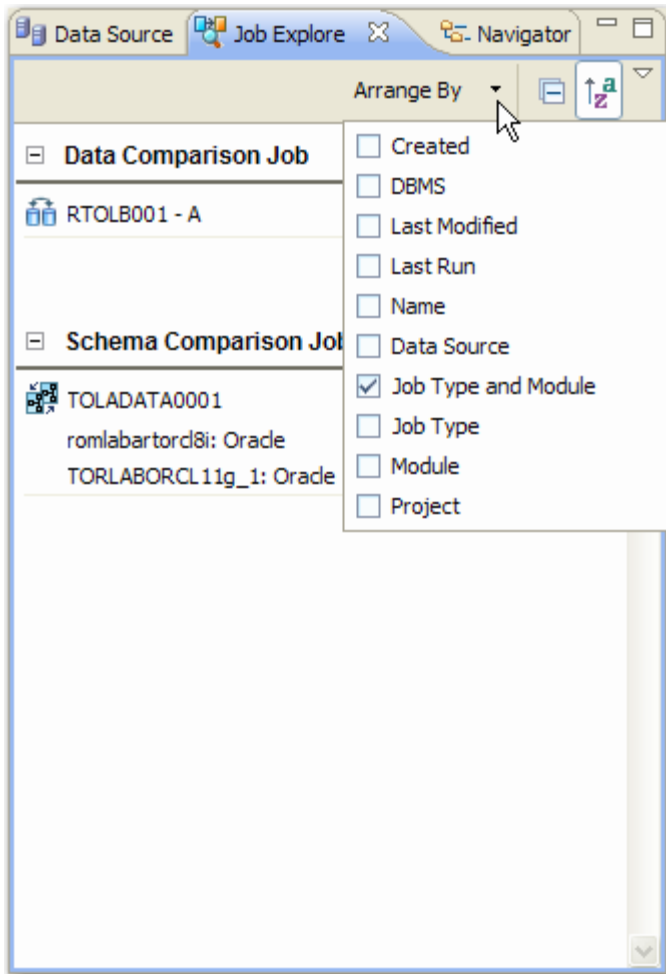 Data Source Job Explore Navigator
Arrange By
a
z
Created
Data Comparison Job
DBMS
RTOLB001 - A
Last Modified
Last Run
Name
Schema Comparison Job
Data Source
Job Type and Module
TOLADATA0001
Job Type
romlabartorcl8i: Oracle
Module
TORLABORCL11g_1: Oracle
Project